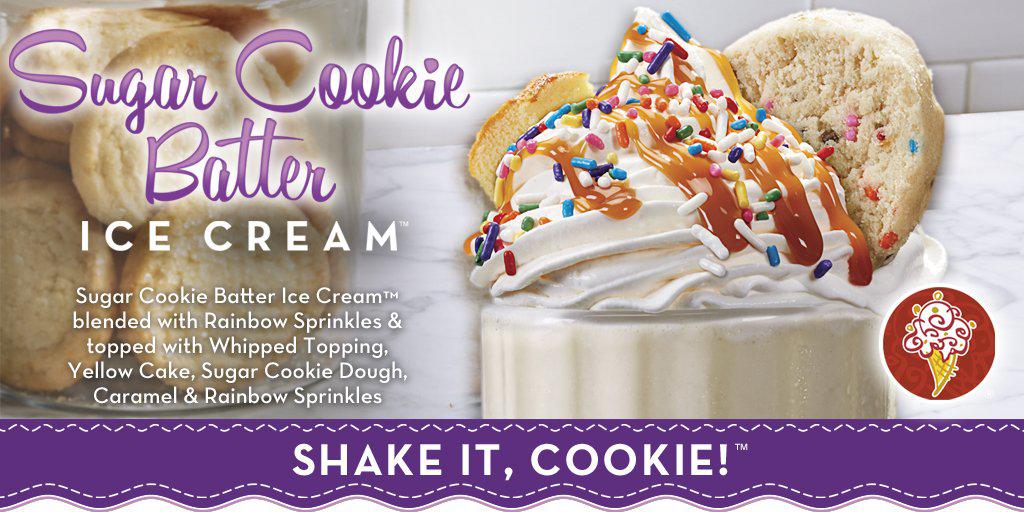 Sugar Cookie
Batter
ICE CREAM™
Sugar Cookie Batter Ice Cream™
blended with Rainbow Sprinkles &
topped with Whipped Topping,
Yellow Cake, Sugar Cookie Dough,
Caramel & Rainbow Sprinkles
SHAKE IT, COOKIE!™